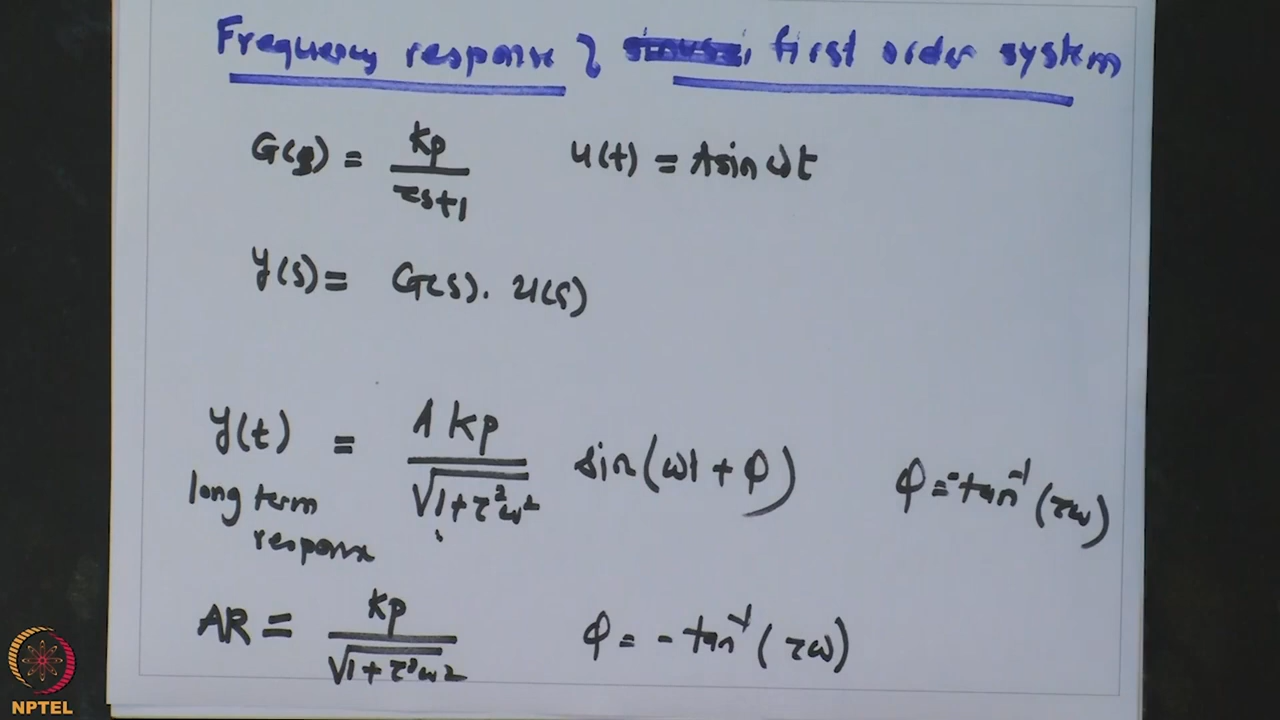 Frequency response of first order system
G(s) = kp / τs+1    u(t) = A sin ωt
y(s) = G(s). u(s)
y(t) = A kp / √1+τ²ω² sin(ωt + φ)    φ = -tan⁻¹(τω)
long term
response
AR = kp / √1+τ²ω²    φ = - tan⁻¹(τω)
NPTEL